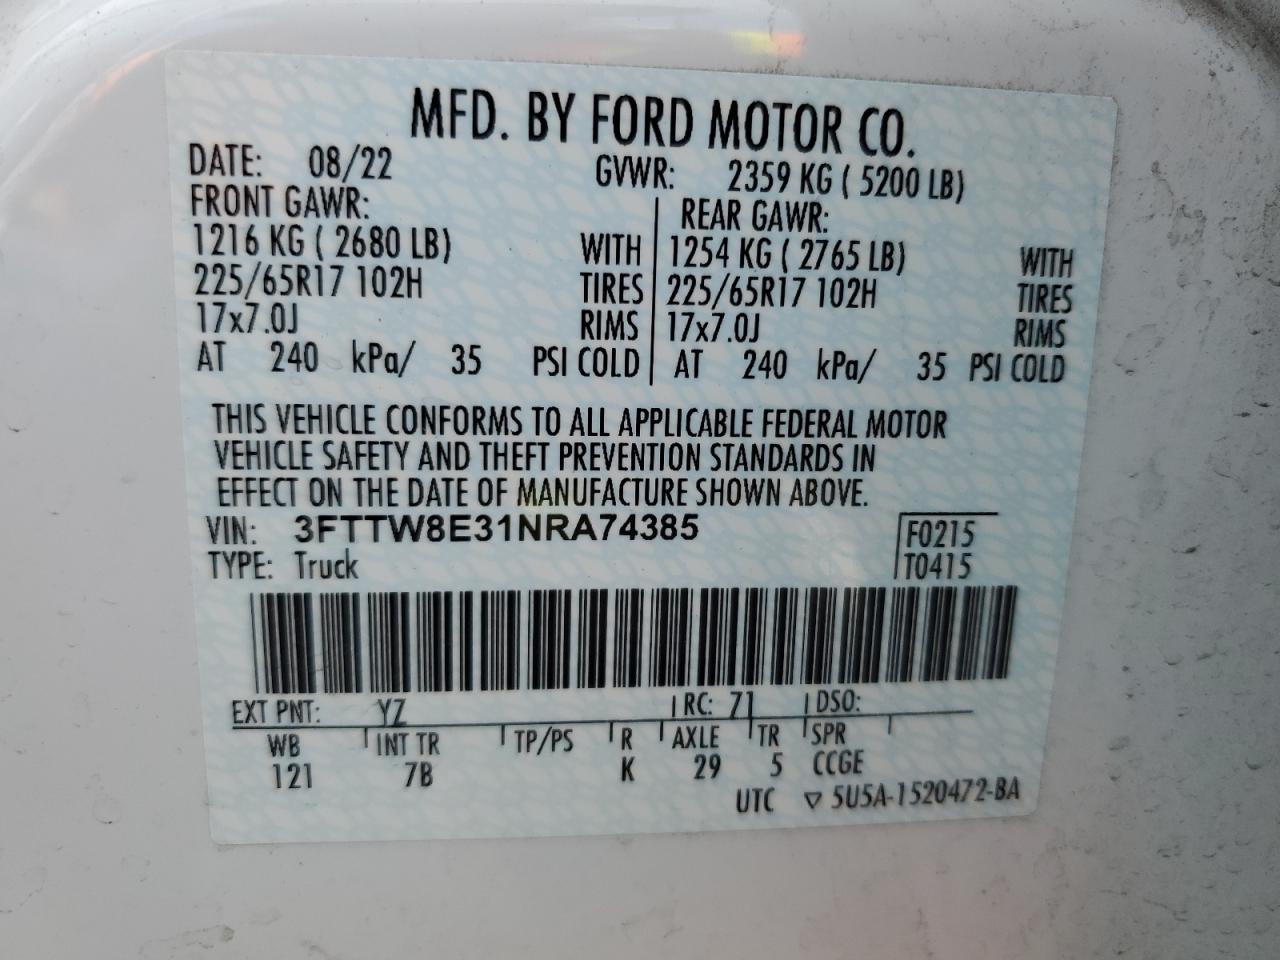 MFD. BY FORD MOTOR CO.
DATE: 08/22 GVWR: 2359 KG ( 5200 LB)
FRONT GAWR: REAR GAWR:
1216 KG ( 2680 LB) WITH 1254 KG ( 2765 LB) WITH
225/65R17 102H TIRES 225/65R17 102H TIRES
17x7.0J RIMS 17x7.0J RIMS
AT 240 kPa/ 35 PSI COLD AT 240 kPa/ 35 PSI COLD
THIS VEHICLE CONFORMS TO ALL APPLICABLE FEDERAL MOTOR
VEHICLE SAFETY AND THEFT PREVENTION STANDARDS IN
EFFECT ON THE DATE OF MANUFACTURE SHOWN ABOVE.
VIN: 3FTTW8E31NRA74385 F0215
TYPE: Truck T0415
EXT PNT: YZ RC: 71 DSO:
WB INT TR TP/PS R AXLE TR SPR
121 7B K 29 5 CCGE
UTC ▽ 5U5A-1520472-BA